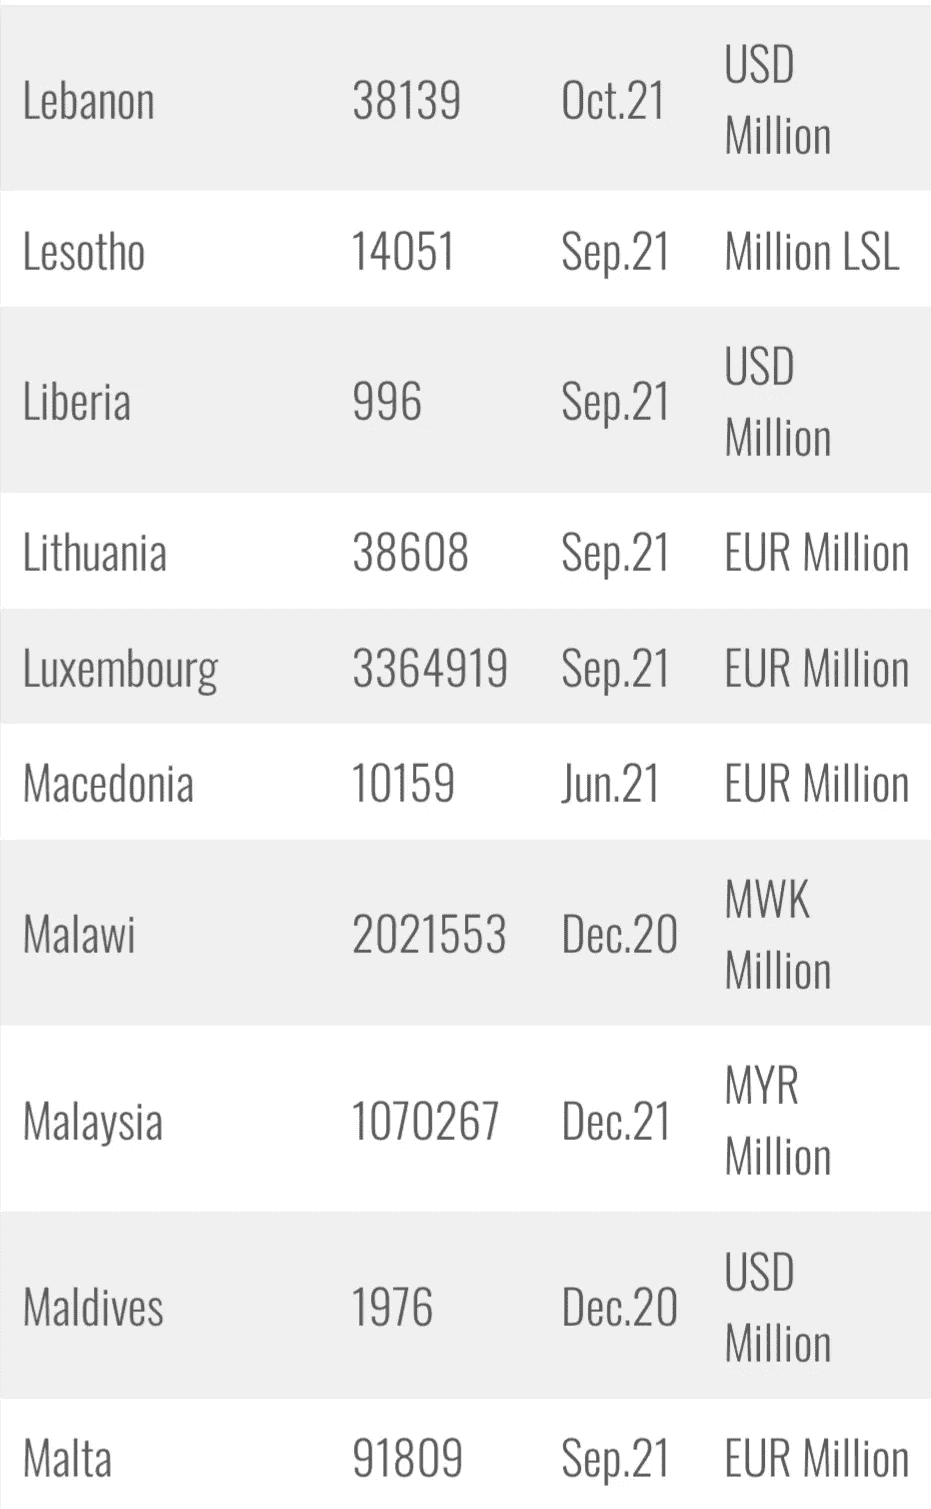 Lebanon 38139 Oct.21 USD
Million
Lesotho 14051 Sep.21 Million LSL
Liberia 996 Sep.21 USD
Million
Lithuania 38608 Sep.21 EUR Million
Luxembourg 3364919 Sep.21 EUR Million
Macedonia 10159 Jun.21 EUR Million
Malawi 2021553 Dec.20 MWK
Million
Malaysia 1070267 Dec.21 MYR
Million
Maldives 1976 Dec.20 USD
Million
Malta 91809 Sep.21 EUR Million